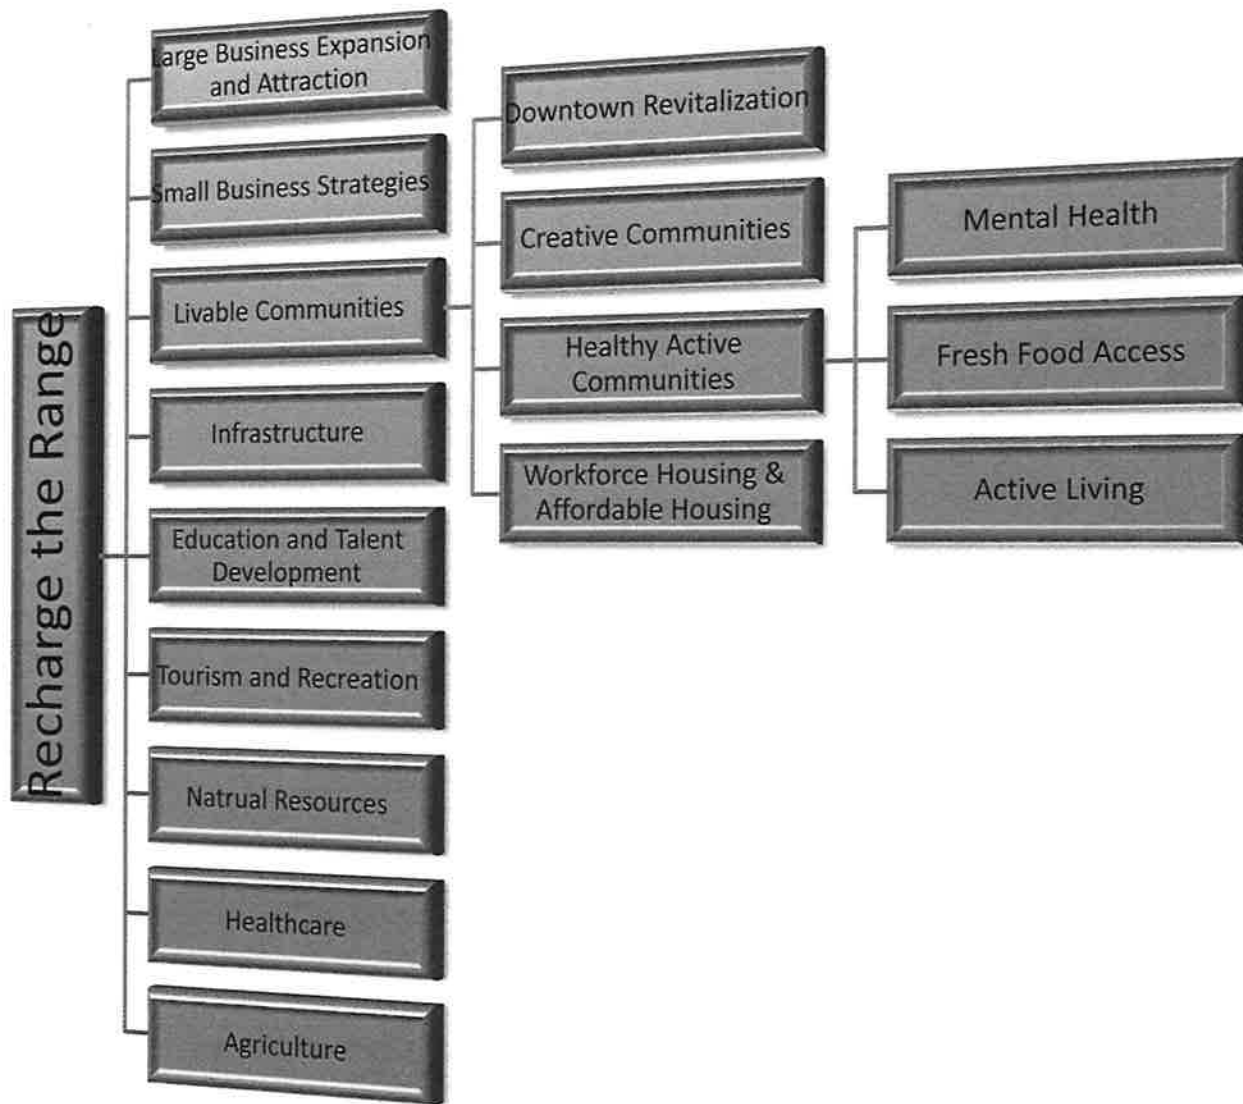 Recharge the Range
Large Business Expansion
and Attraction
Small Business Strategies
Livable Communities
Infrastructure
Education and Talent
Development
Tourism and Recreation
Natrual Resources
Healthcare
Agriculture
Downtown Revitalization
Creative Communities
Healthy Active
Communities
Workforce Housing &
Affordable Housing
Mental Health
Fresh Food Access
Active Living